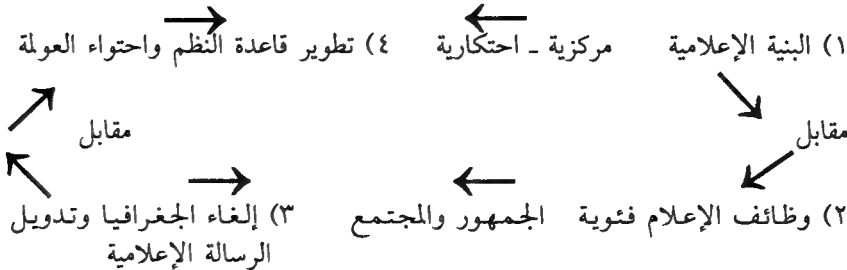 ١) البنية الإعلامية مركزية - احتكارية ٤) تطوير قاعدة النظم واحتواء العولمة
مقابل مقابل
٢) وظائف الإعلام فئوية الجمهور والمجتمع ٣) إلغاء الجغرافيا وتدويل
الرسالة الإعلامية